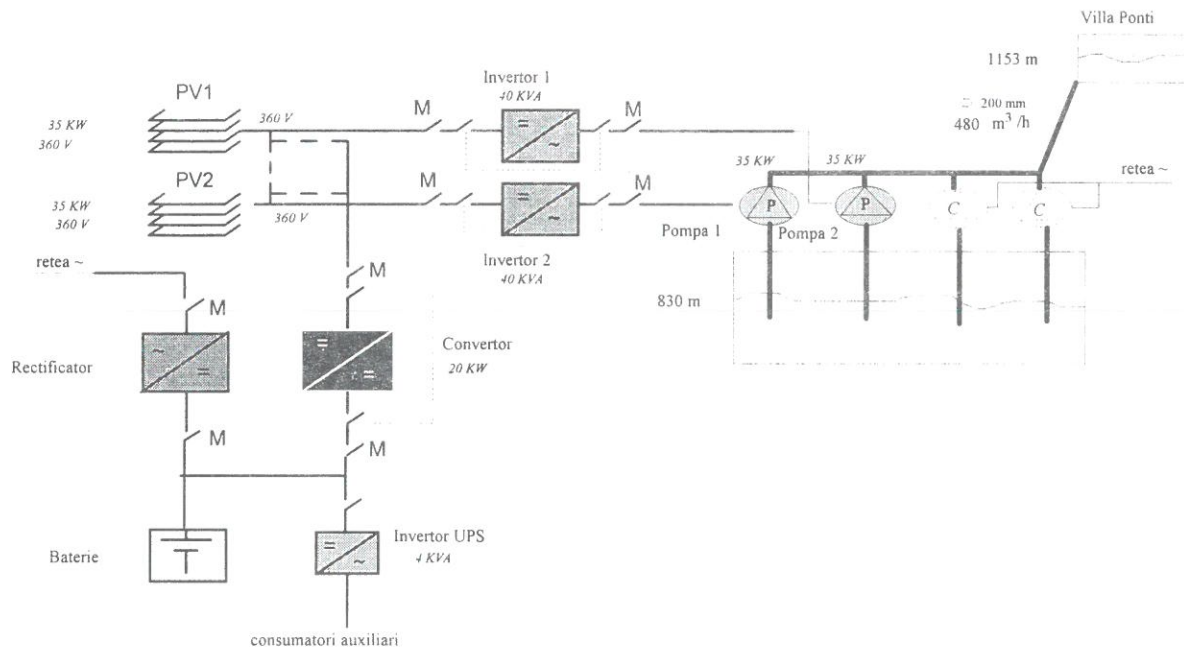 Villa Ponti
1153 m
200 mm
480 m³/h
Invertor 1
40 KVA
PV1
35 KW
360 V
360 V
M
M
35 KW
35 KW
retea ~
PV2
35 KW
360 V
360 V
M
M
=
~
=
~
P
P
C
C
Pompa 1
Pompa 2
Invertor 2
40 KVA
retea ~
M
M
830 m
~
=
=
=
Rectificator
Convertor
20 KW
M
M
Baterie
=
~
Invertor UPS
4 KVA
consumatori auxiliari